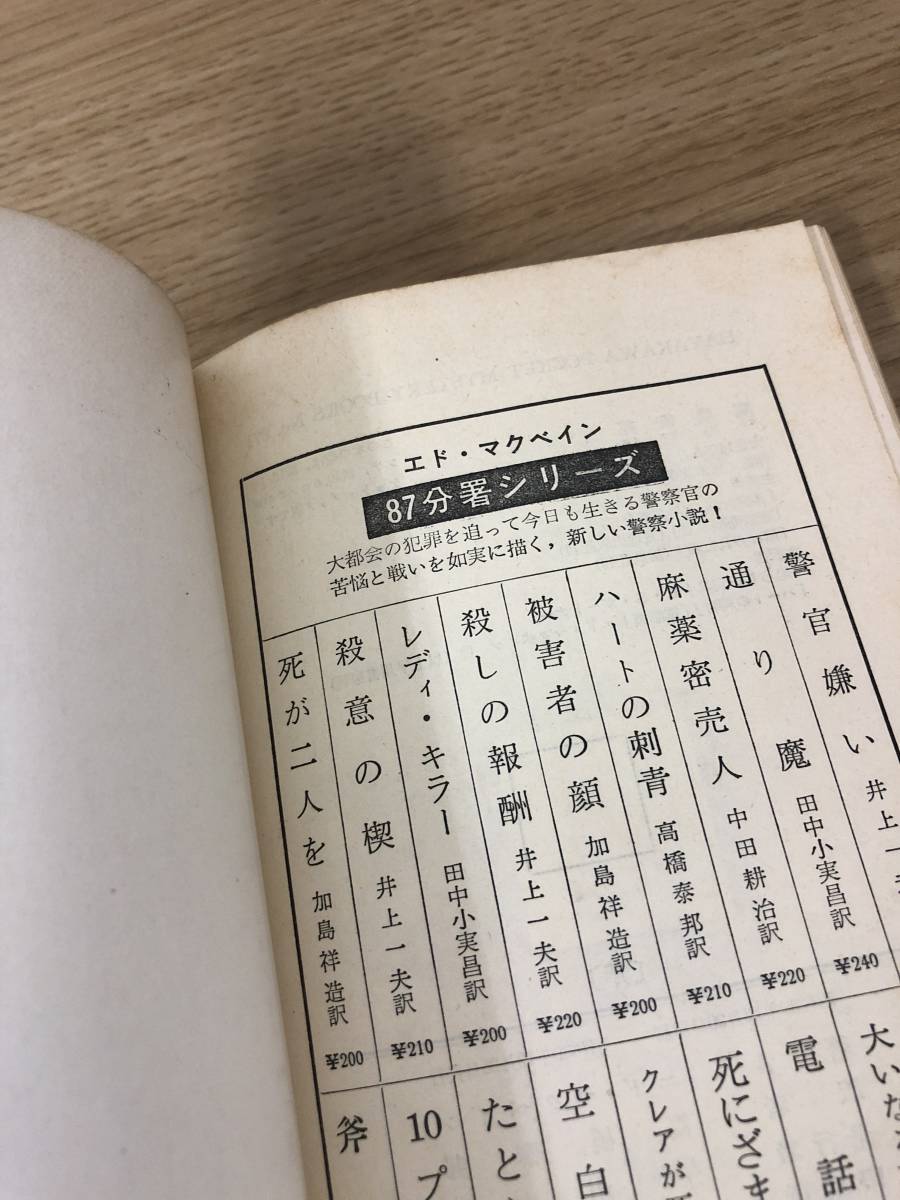 エド・マクベイン
87分署シリーズ
大都会の犯罪を追って今日も生きる警察官の
苦悩と戦いを如実に描く，新しい警察小説！
警官嫌い 井上一
通り魔 田中小実昌訳 ¥240
麻薬密売人 中田耕治訳 ¥220
ハートの刺青 高橋泰邦訳 ¥210
被害者の顔 加島祥造訳 ¥200
殺しの報酬 井上一夫訳 ¥220
レディ・キラー 田中小実昌訳 ¥200
殺意の楔 井上一夫訳 ¥210
死が二人を 加島祥造訳 ¥200
大いな
電話
死にざま
クレアが
空白
たと
10プ
斧